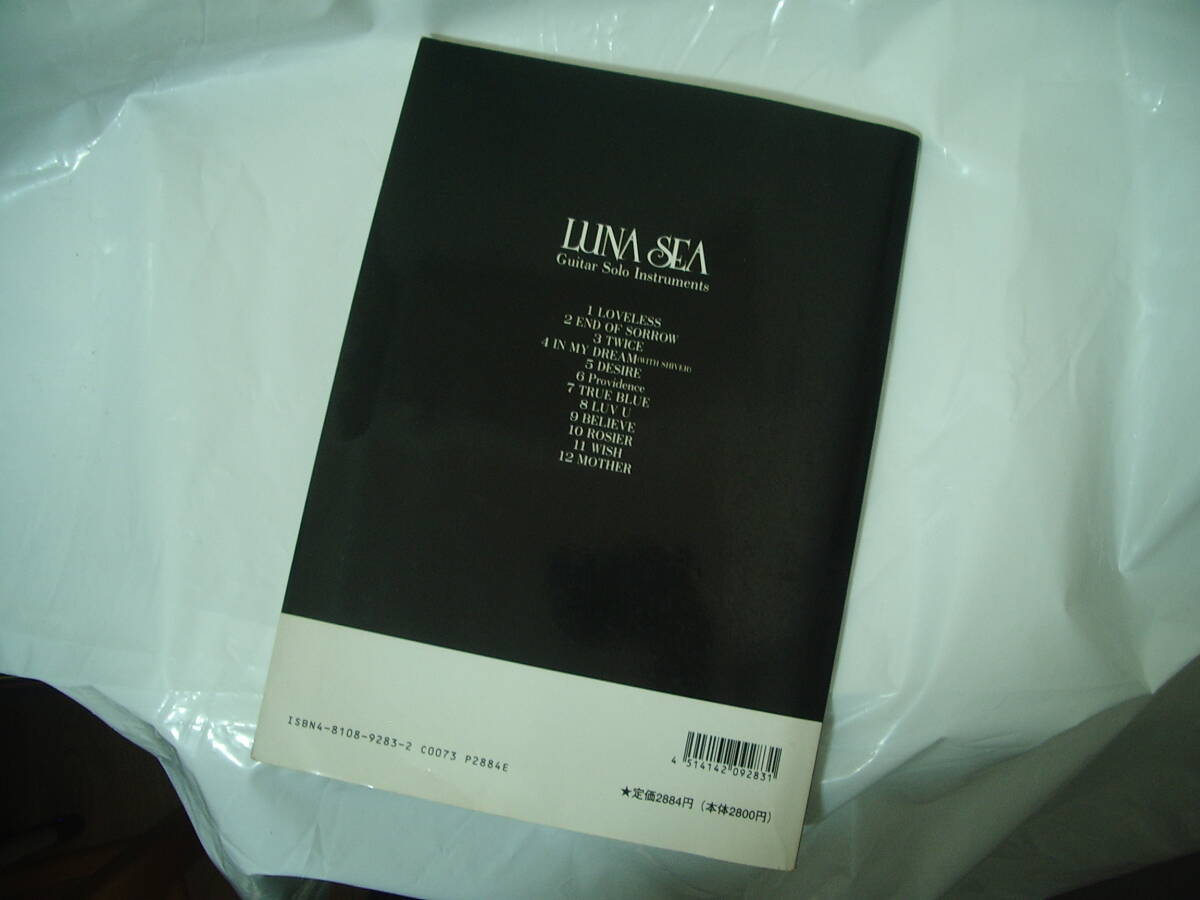 LUNA SEA
Guitar Solo Instruments
1 LOVELESS
2 END OF SORROW
3 TWICE
4 IN MY DREAM(WITH SHIVER)
5 DESIRE
6 Providence
7 TRUE BLUE
8 LUV U
9 BELIEVE
10 ROSIER
11 WISH
12 MOTHER
ISBN4-8108-9283-2 C0073 P2884E
4 514142 092831
★定価2884円（本体2800円）